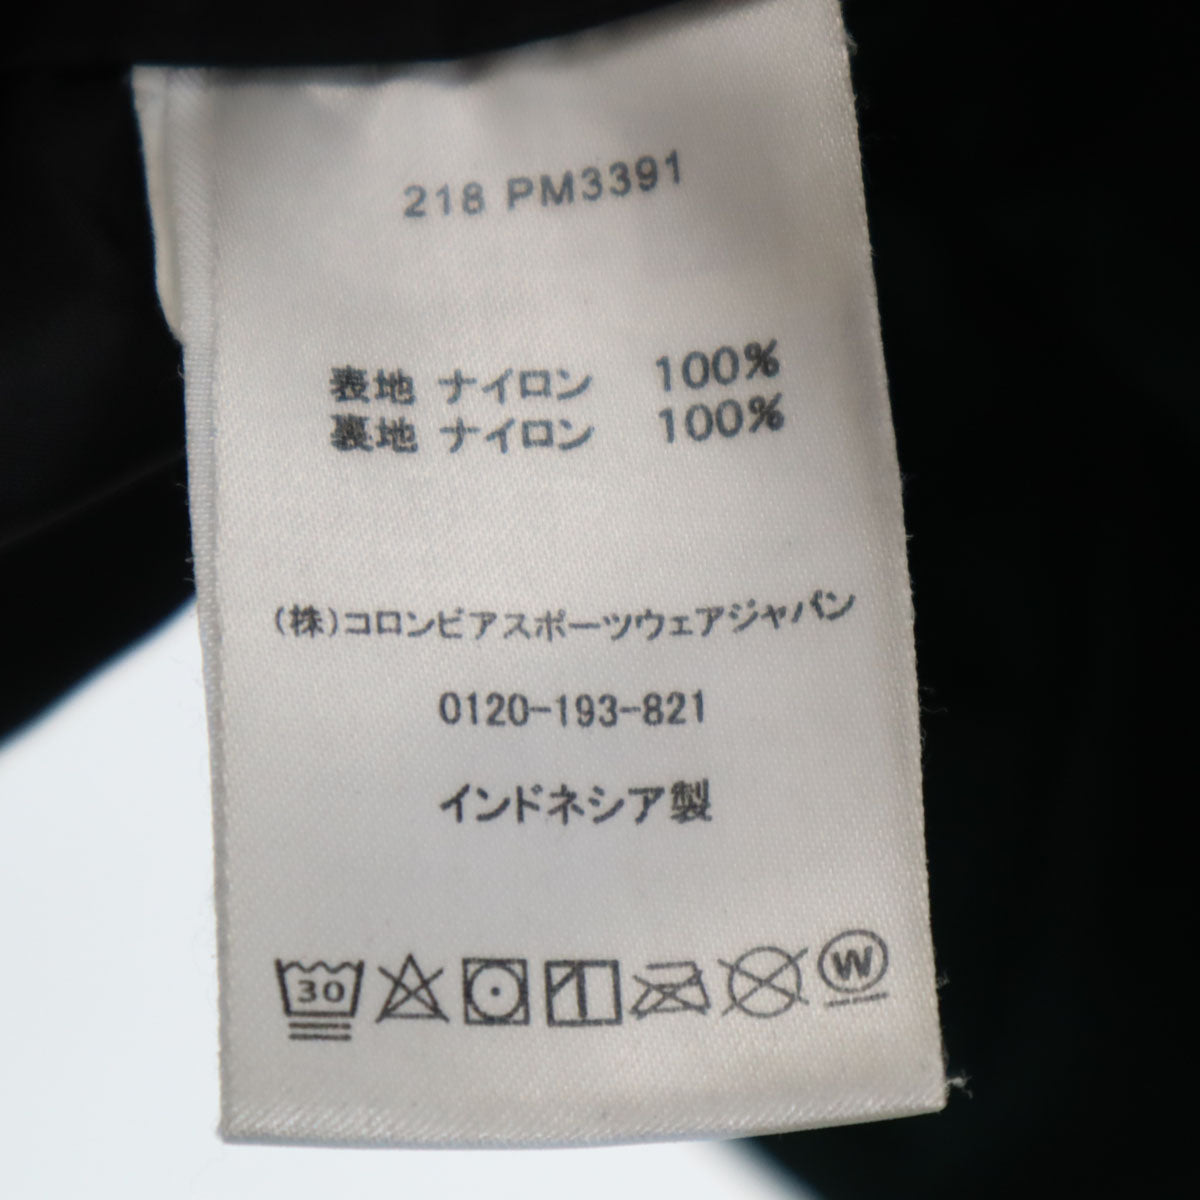 218 PM3391
表地 ナイロン 100%
裏地 ナイロン 100%
(株)コロンビアスポーツウェアジャパン
0120-193-821
インドネシア製
30 W